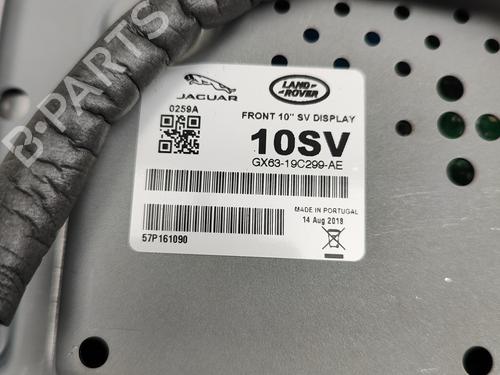 B-PARTS
JAGUAR
LAND
ROVER
0259A
FRONT 10" SV DISPLAY
10SV
GX63-19C299-AE
MADE IN PORTUGAL
14 Aug 2018
57P161090